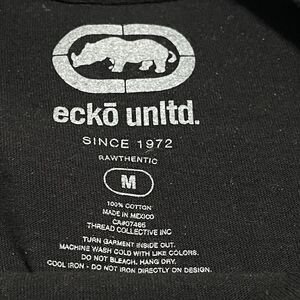 eckō unltd.
SINCE 1972
RAWTHENTIC
M
100% COTTON
MADE IN MEXICO
CA#07465
THREAD COLLECTIVE INC
TURN GARMENT INSIDE OUT.
MACHINE WASH COLD WITH LIKE COLORS.
DO NOT BLEACH, HANG DRY.
COOL IRON - DO NOT IRON DIRECTLY ON DESIGN.